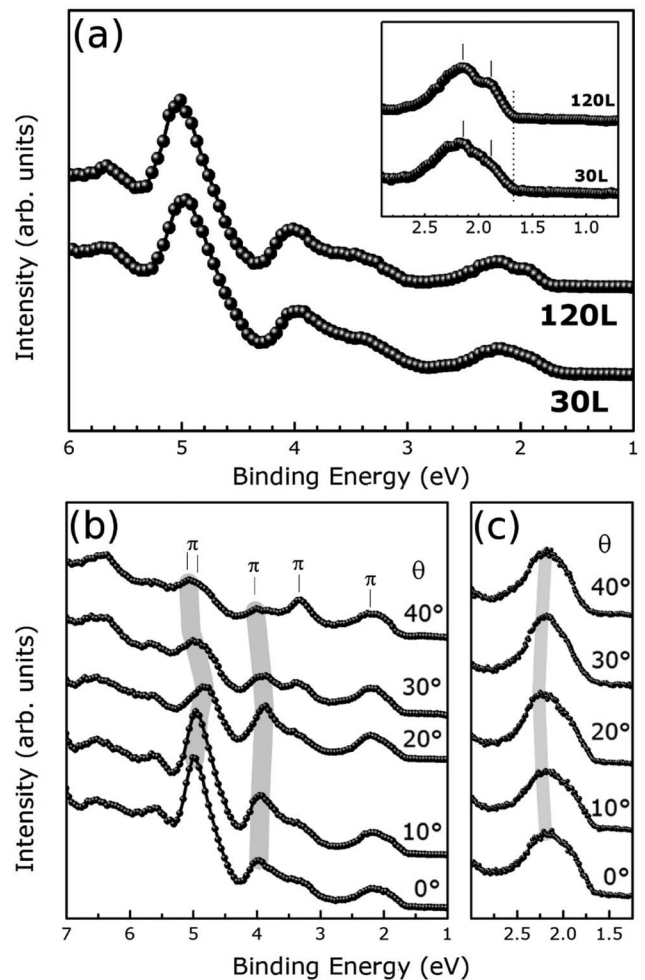 (a)
Intensity (arb. units)
120L
30L
2.5 2.0 1.5 1.0
120L
30L
6 5 4 3 2 1
Binding Energy (eV)
(b)
π π π π θ
40°
30°
20°
10°
0°
Intensity (arb. units)
7 6 5 4 3 2 1
Binding Energy (eV)
(c)
θ
40°
30°
20°
10°
0°
2.5 2.0 1.5